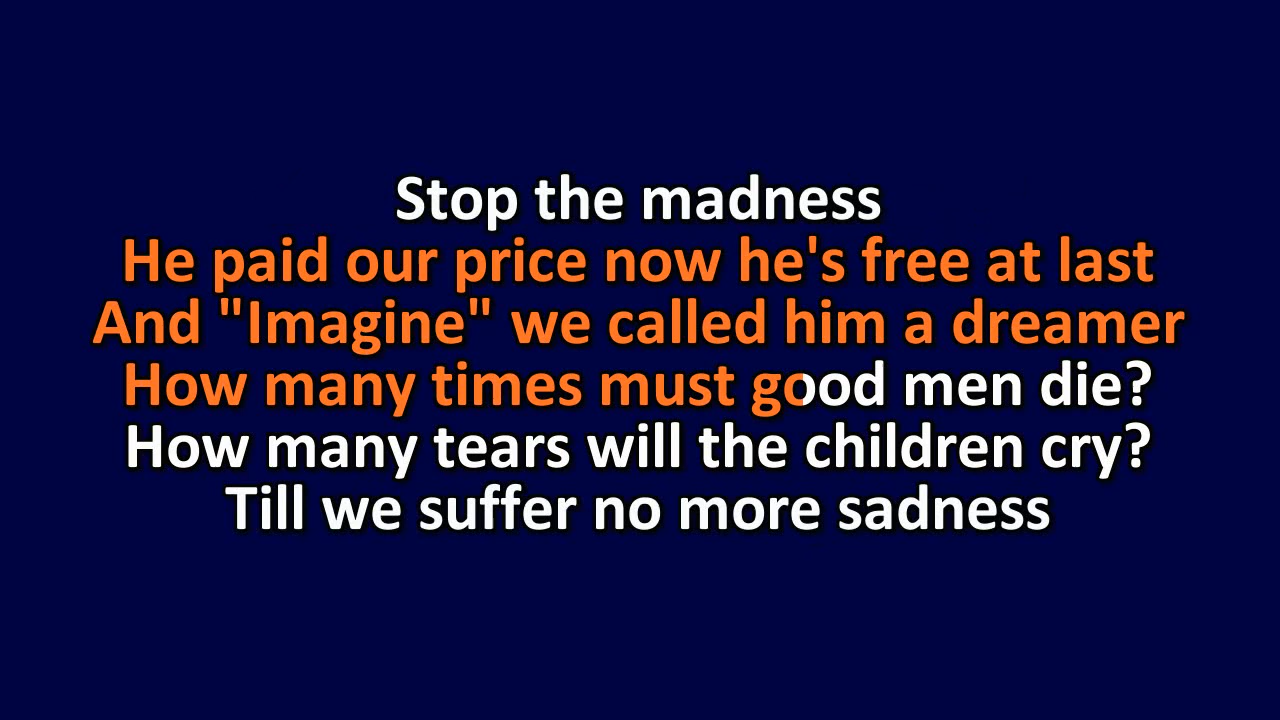 Stop the madness
He paid our price now he's free at last
And "Imagine" we called him a dreamer
How many times must good men die?
How many tears will the children cry?
Till we suffer no more sadness